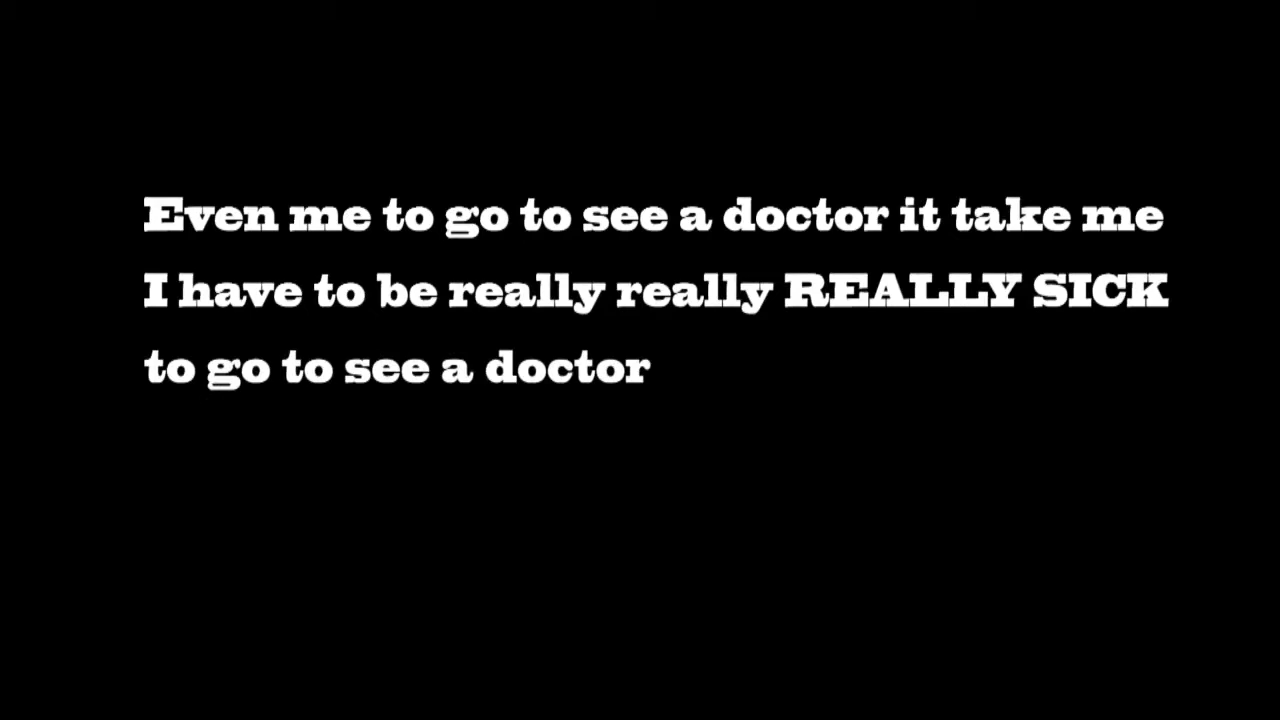 Even me to go to see a doctor it take me
I have to be really really REALLY SICK
to go to see a doctor